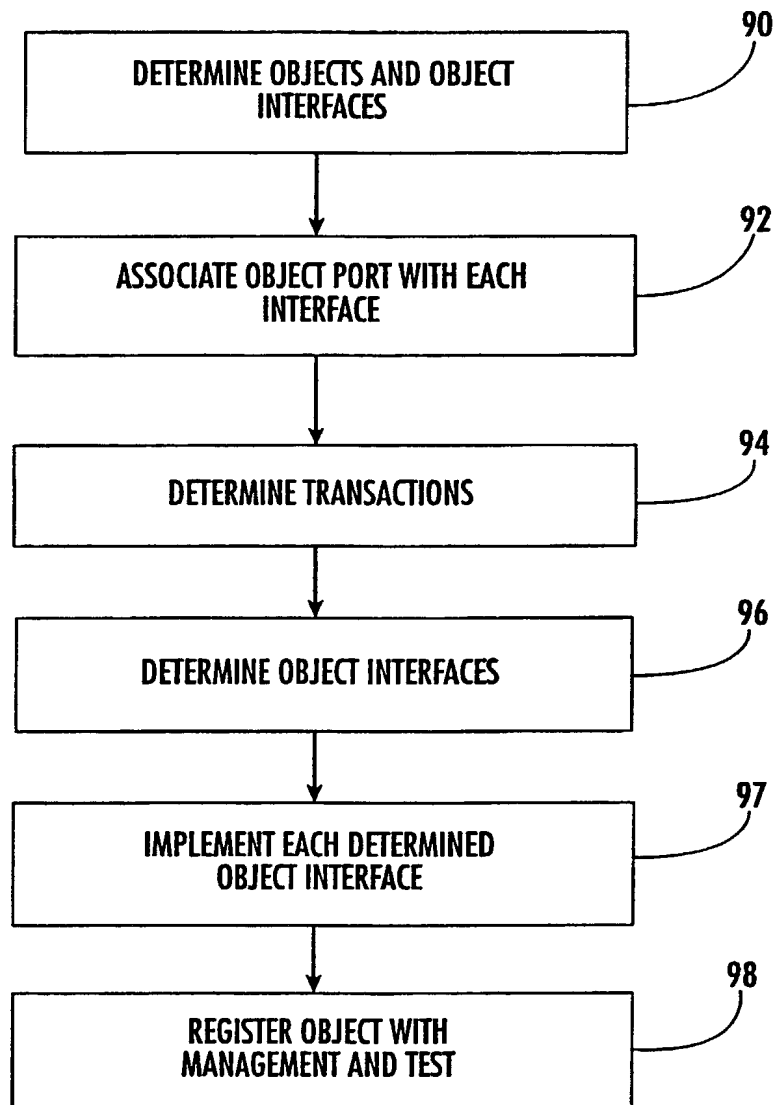 90
DETERMINE OBJECTS AND OBJECT
INTERFACES
92
ASSOCIATE OBJECT PORT WITH EACH
INTERFACE
94
DETERMINE TRANSACTIONS
96
DETERMINE OBJECT INTERFACES
97
IMPLEMENT EACH DETERMINED
OBJECT INTERFACE
98
REGISTER OBJECT WITH
MANAGEMENT AND TEST